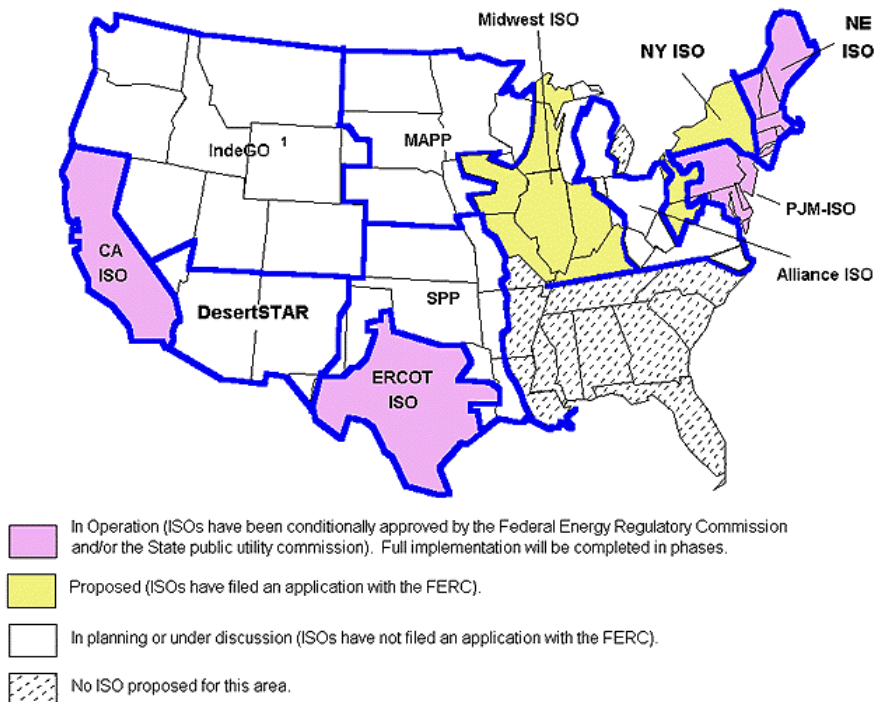 Midwest ISO
NE
ISO
NY ISO
IndeGO 1
MAPP
PJM-ISO
CA
ISO
Alliance ISO
DesertSTAR
SPP
ERCOT
ISO
In Operation (ISOs have been conditionally approved by the Federal Energy Regulatory Commission
and/or the State public utility commission). Full implementation will be completed in phases.
Proposed (ISOs have filed an application with the FERC).
In planning or under discussion (ISOs have not filed an application with the FERC).
No ISO proposed for this area.